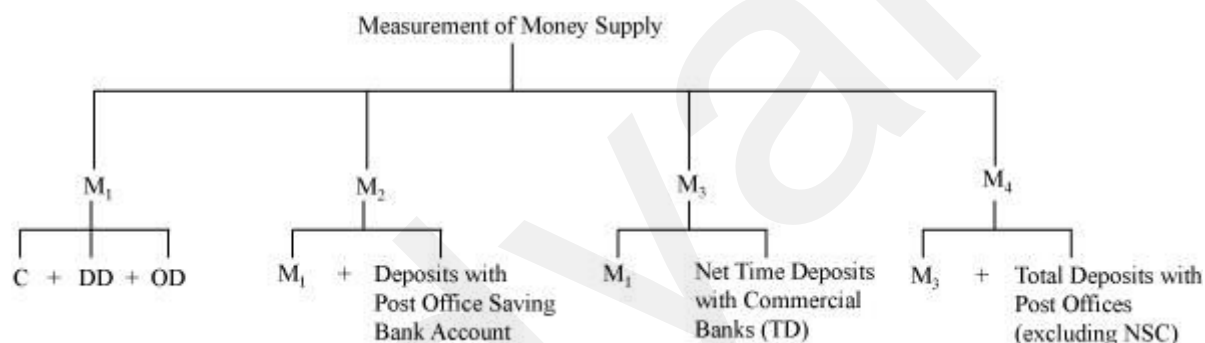 Measurement of Money Supply
M₁ M₂ M₃ M₄
C + DD + OD
M₁ + Deposits with
Post Office Saving
Bank Account
M₁ Net Time Deposits
with Commercial
Banks (TD)
M₃ + Total Deposits with
Post Offices
(excluding NSC)